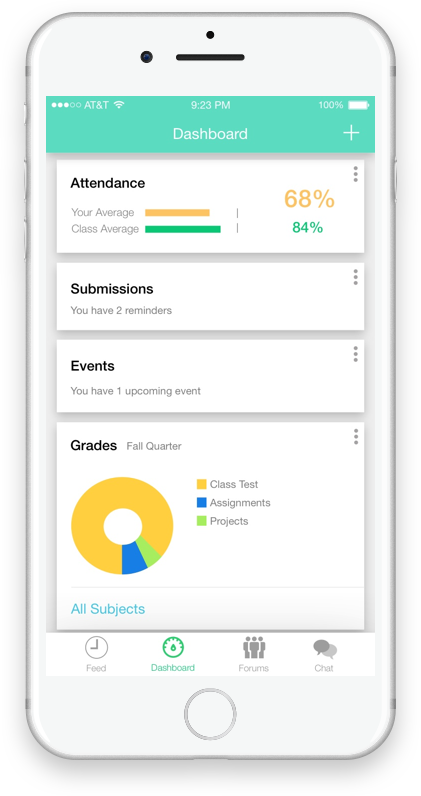 AT&T 9:23 PM 100%
Dashboard +
Attendance
68%
Your Average
Class Average 84%
Submissions
You have 2 reminders
Events
You have 1 upcoming event
Grades Fall Quarter
Class Test
Assignments
Projects
All Subjects
Feed Dashboard Forums Chat